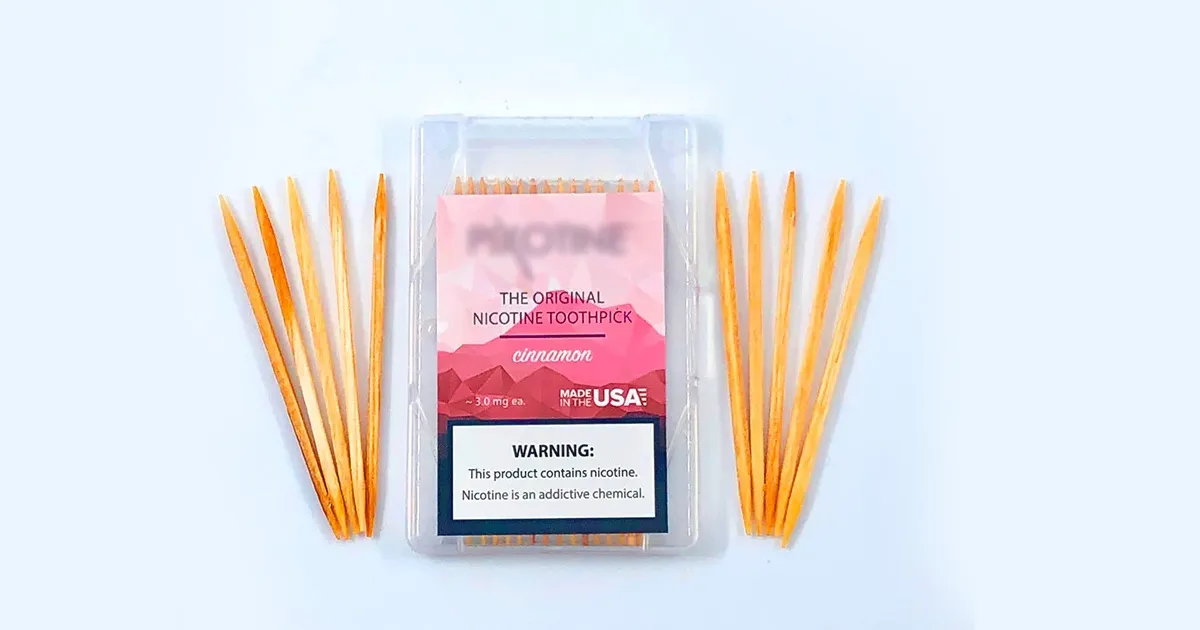 PIXOTINE
THE ORIGINAL
NICOTINE TOOTHPICK
cinnamon
~ 3.0 mg ea.
MADE
IN THE USA
WARNING:
This product contains nicotine.
Nicotine is an addictive chemical.